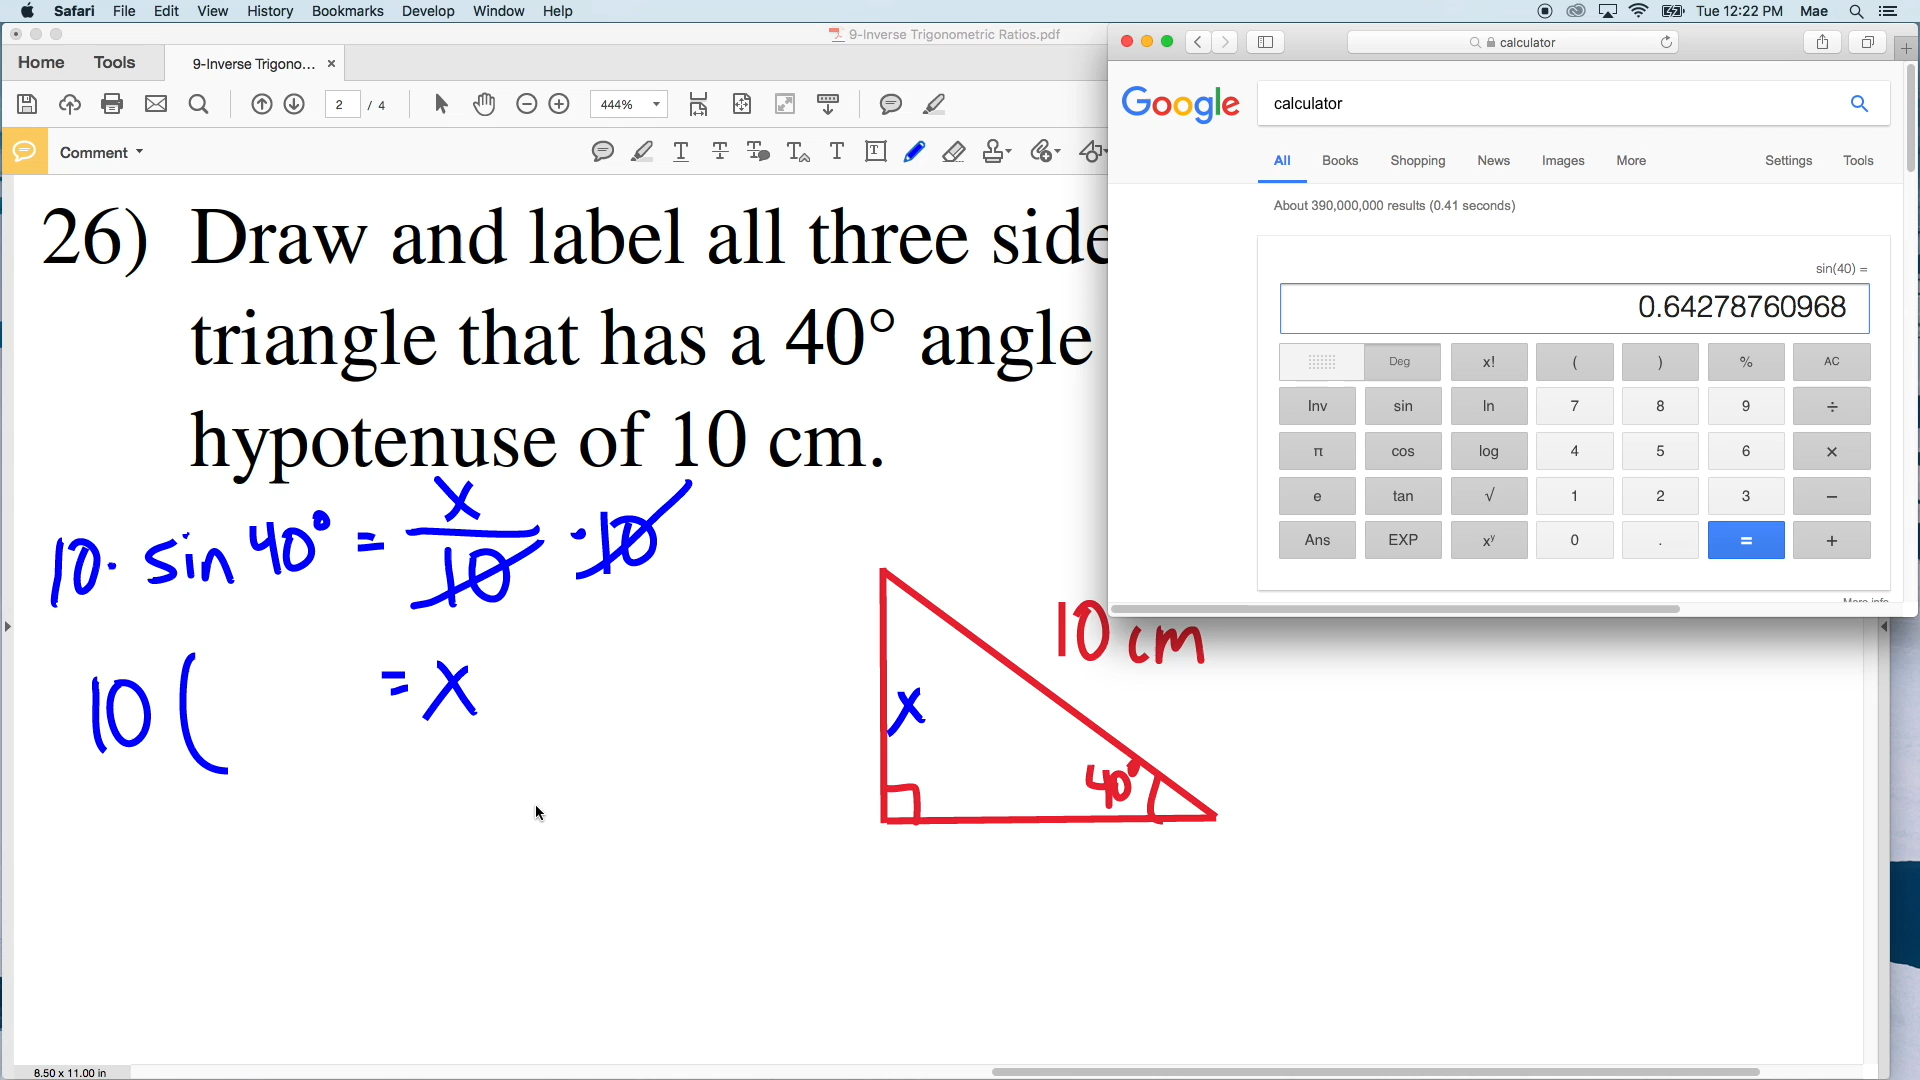 Safari File Edit View History Bookmarks Develop Window Help Tue 12:22 PM Mae
9-Inverse Trigonometric Ratios.pdf
Home Tools 9-Inverse Trigono... ×
2 / 4 444%
Comment
26) Draw and label all three side
triangle that has a 40° angle
hypotenuse of 10 cm.
10 · sin 40° = x/10 · 10
10 ( = x
10 cm
x
40°
8.50 x 11.00 in
calculator
Google calculator
All Books Shopping News Images More Settings Tools
About 390,000,000 results (0.41 seconds)
sin(40) =
0.64278760968
Deg x! ( ) % AC
Inv sin ln 7 8 9 ÷
π cos log 4 5 6 ×
e tan √ 1 2 3 −
Ans EXP xʸ 0 . = +
More info